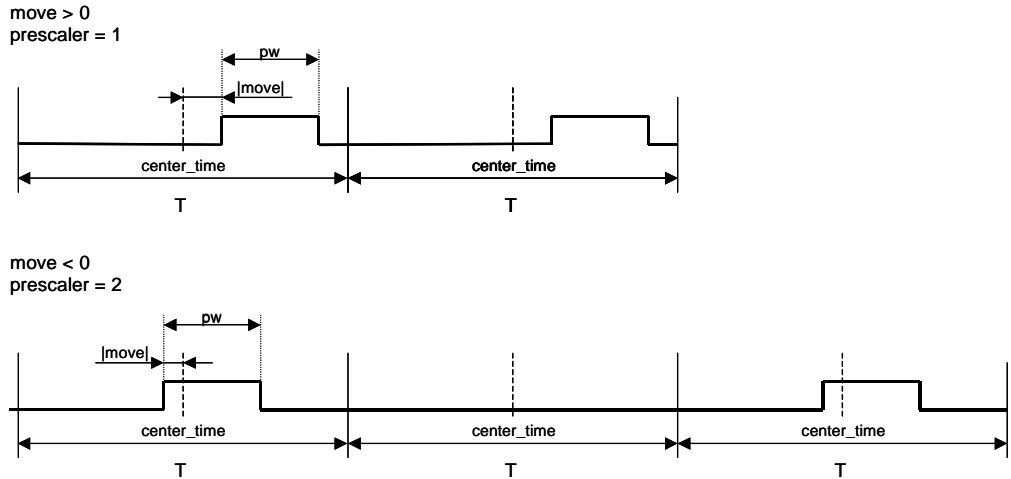 move > 0
prescaler = 1
pw
|move|
center_time
center_time
T
T
move < 0
prescaler = 2
pw
|move|
center_time
center_time
center_time
T
T
T